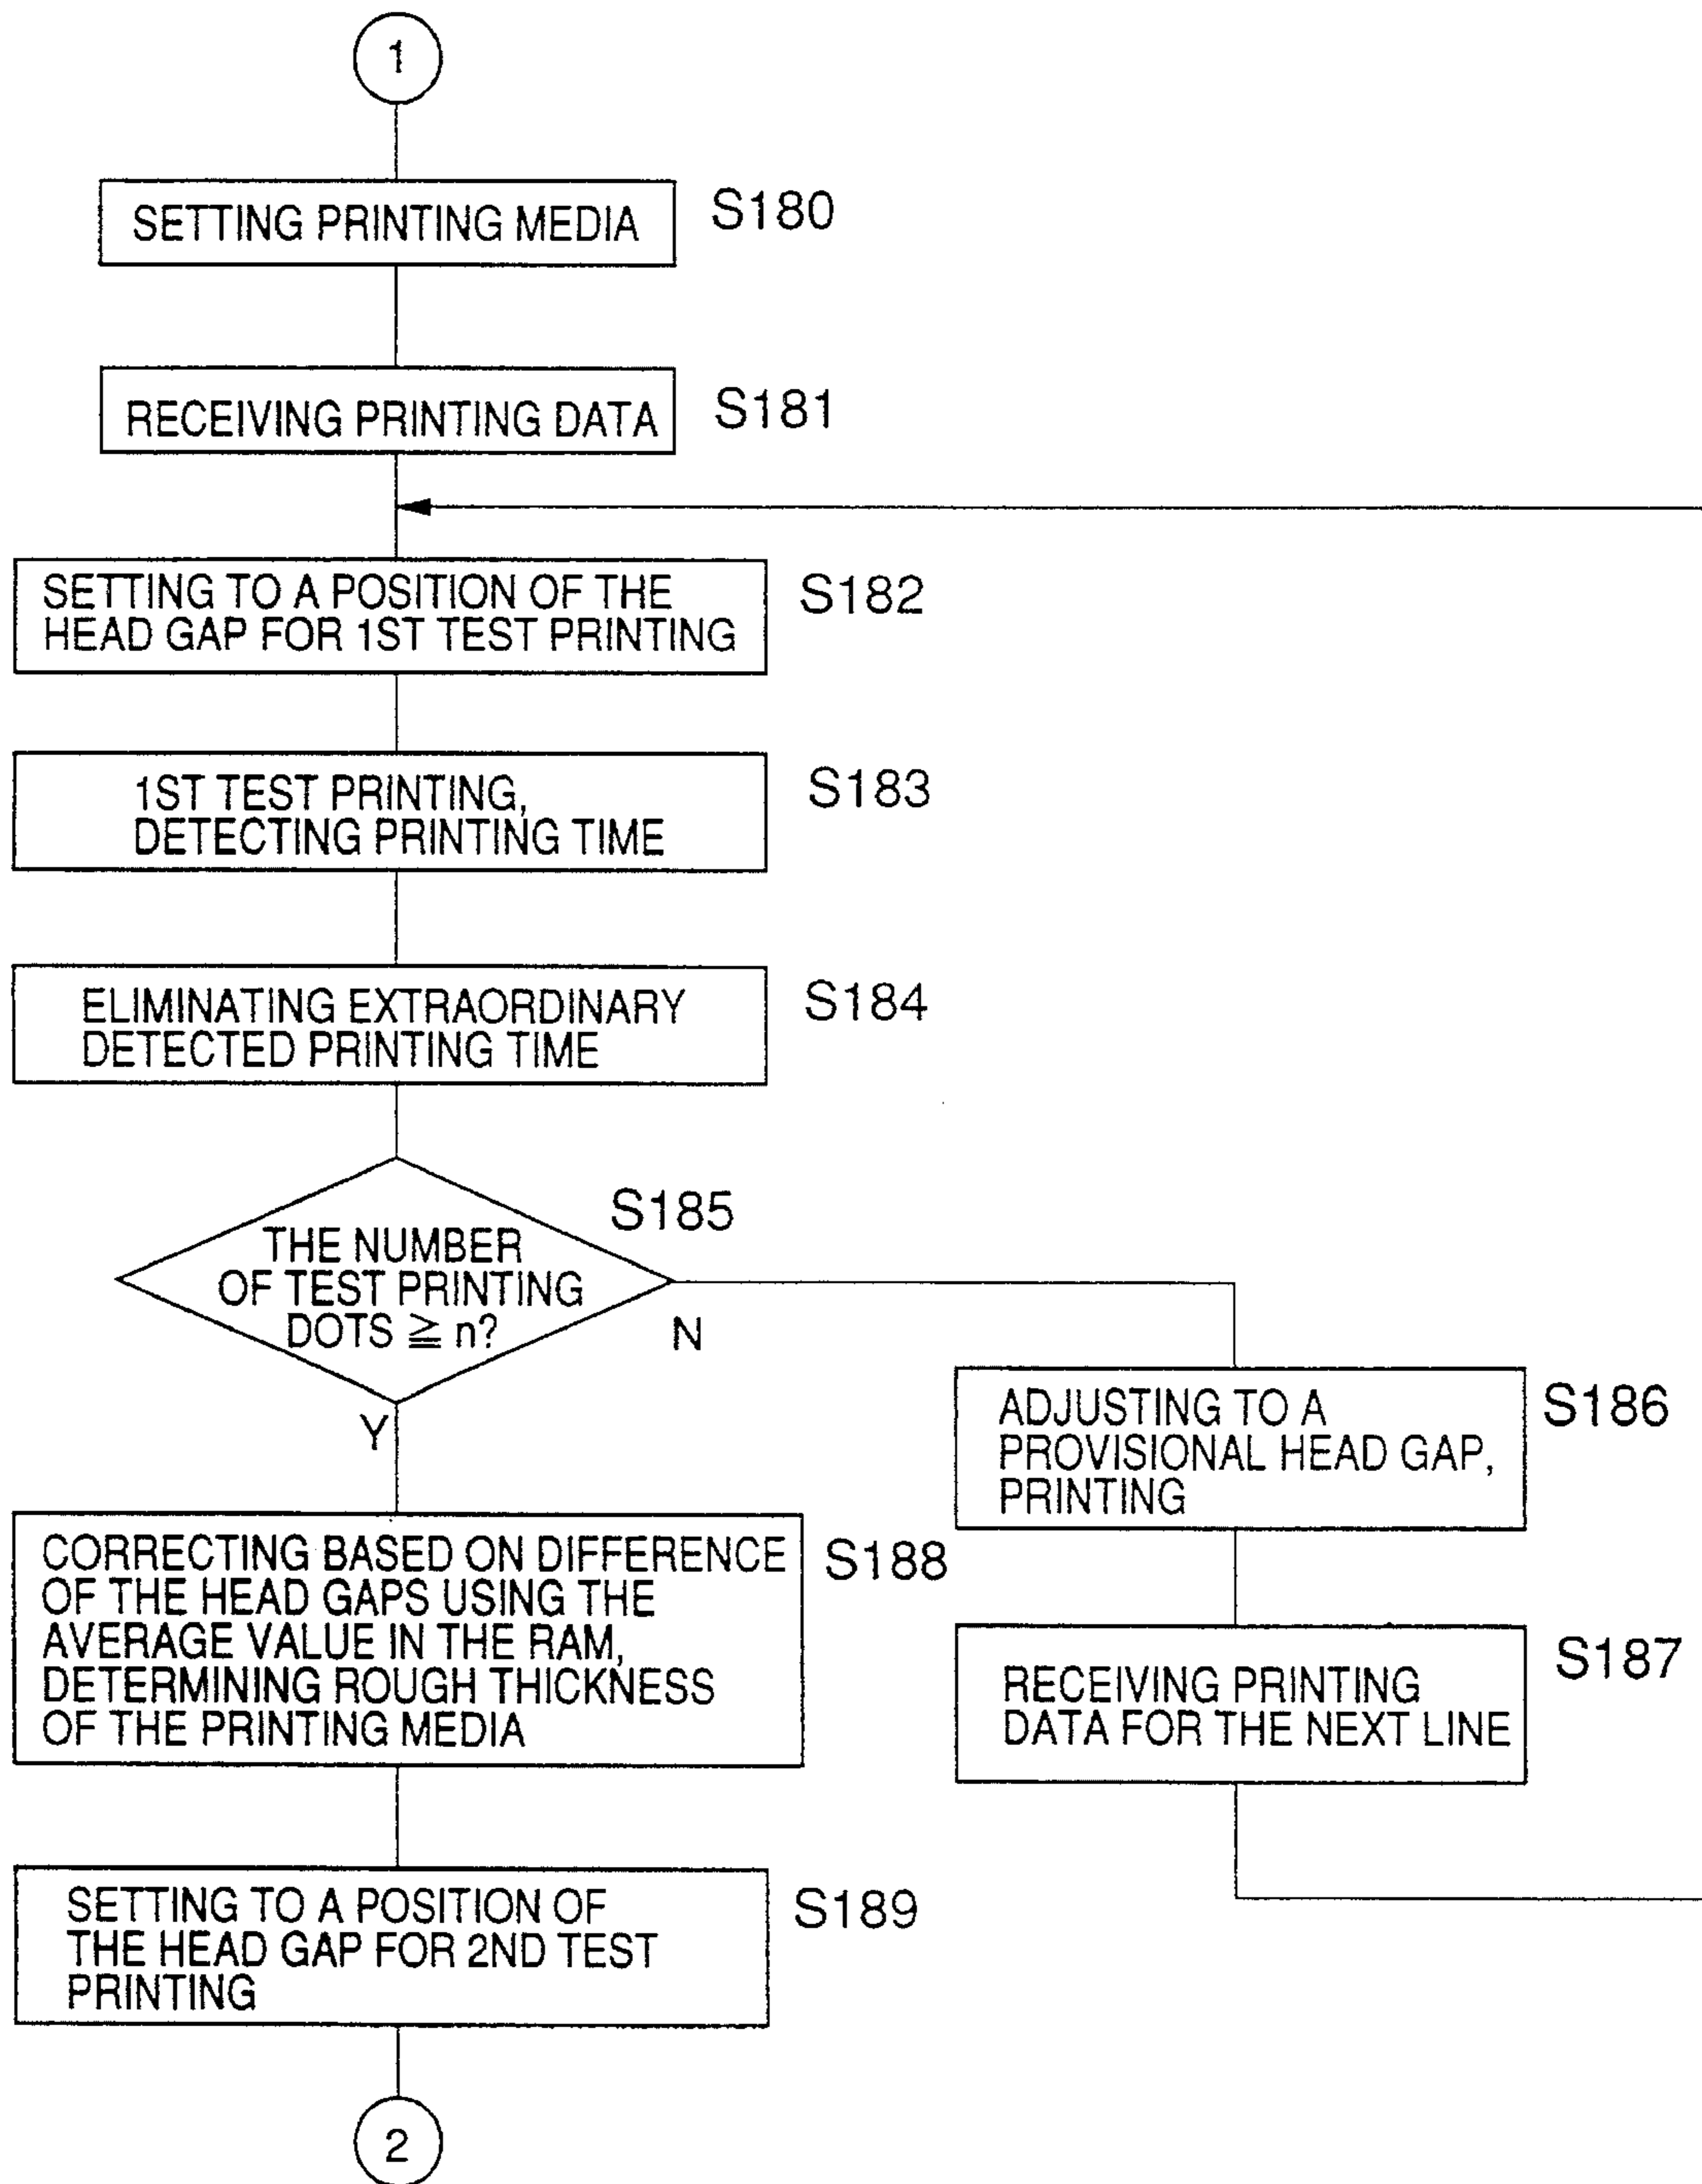 1
SETTING PRINTING MEDIA
S180
RECEIVING PRINTING DATA
S181
SETTING TO A POSITION OF THE
HEAD GAP FOR 1ST TEST PRINTING
S182
1ST TEST PRINTING,
DETECTING PRINTING TIME
S183
ELIMINATING EXTRAORDINARY
DETECTED PRINTING TIME
S184
THE NUMBER
OF TEST PRINTING
DOTS ≧ n?
S185
N
Y
ADJUSTING TO A
PROVISIONAL HEAD GAP,
PRINTING
S186
RECEIVING PRINTING
DATA FOR THE NEXT LINE
S187
CORRECTING BASED ON DIFFERENCE
OF THE HEAD GAPS USING THE
AVERAGE VALUE IN THE RAM,
DETERMINING ROUGH THICKNESS
OF THE PRINTING MEDIA
S188
SETTING TO A POSITION OF
THE HEAD GAP FOR 2ND TEST
PRINTING
S189
2